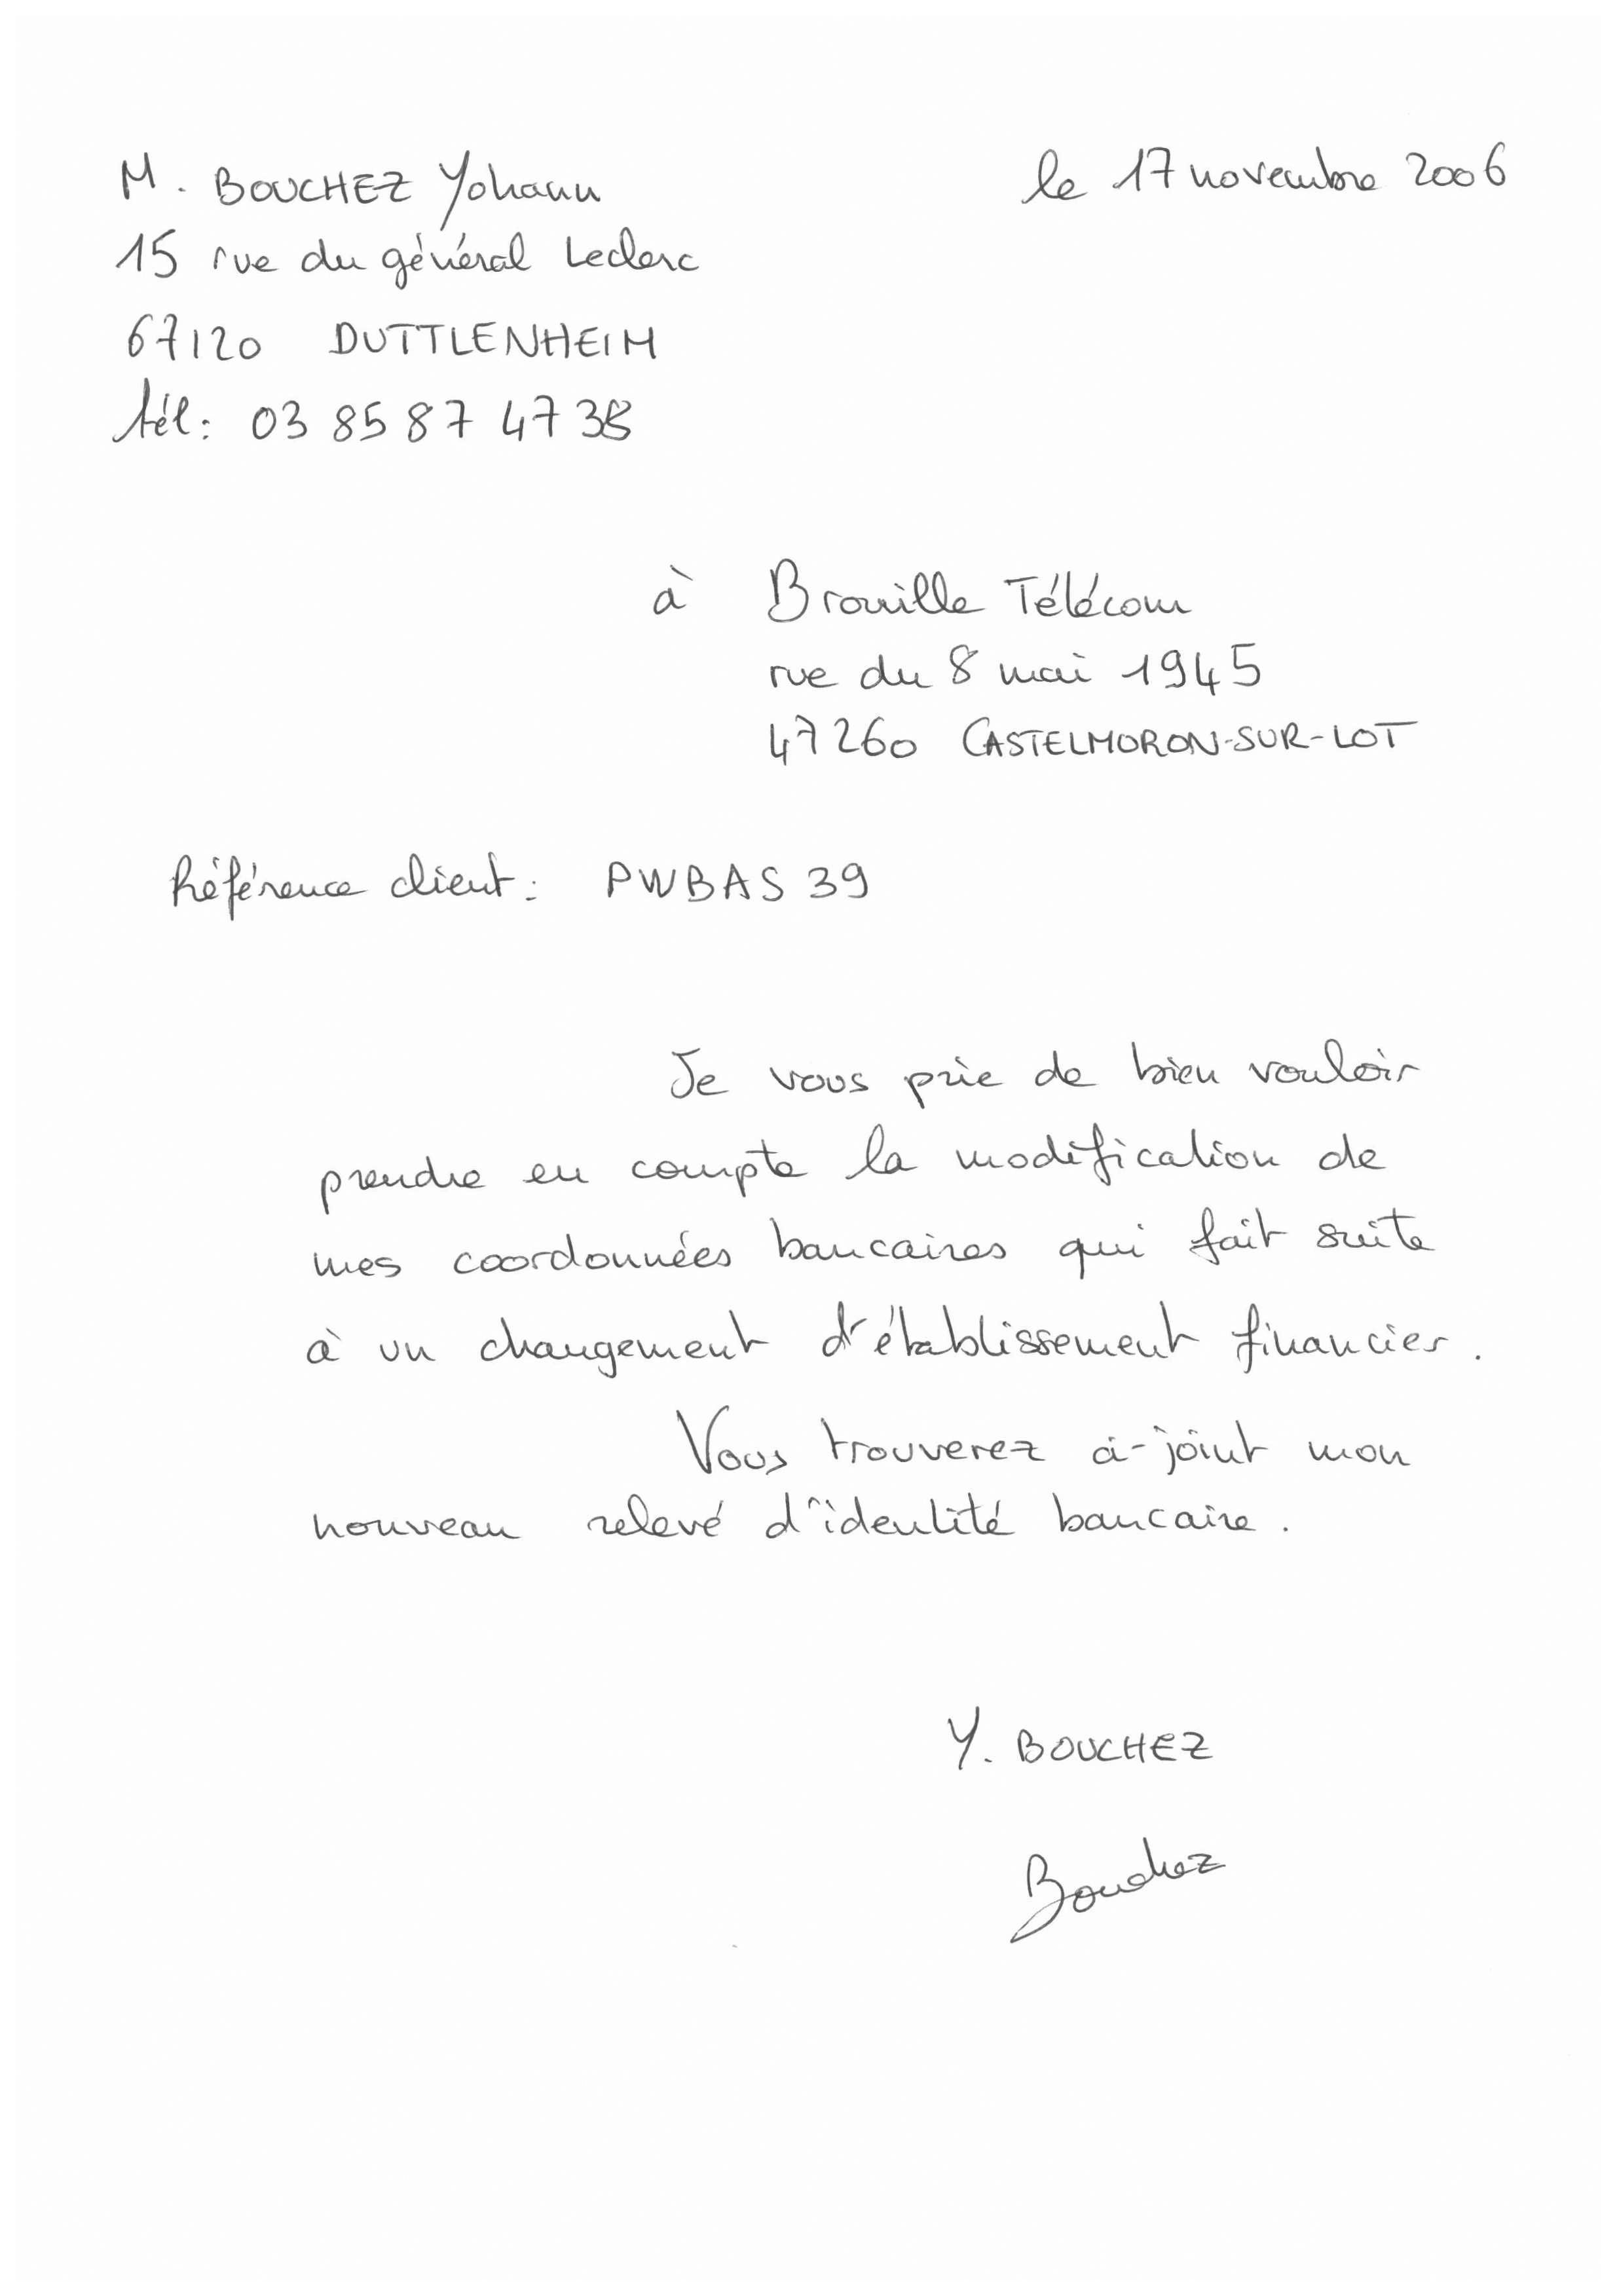 M. BOUCHEZ Yohann
le 17 novembre 2006
15 rue du général Leclerc
67120 DUTTLENHEIM
tél: 03 85 87 47 38
à Brouille Télécom
rue du 8 mai 1945
47260 CASTELMORON-SUR-LOT
Référence client: PWBAS 39
Je vous prie de bien vouloir
prendre en compte la modification de
mes coordonnées bancaires qui fait suite
à un changement d'établissement financier.
Vous trouverez ci-joint mon
nouveau relevé d'identité bancaire.
Y. BOUCHEZ
Bouchez